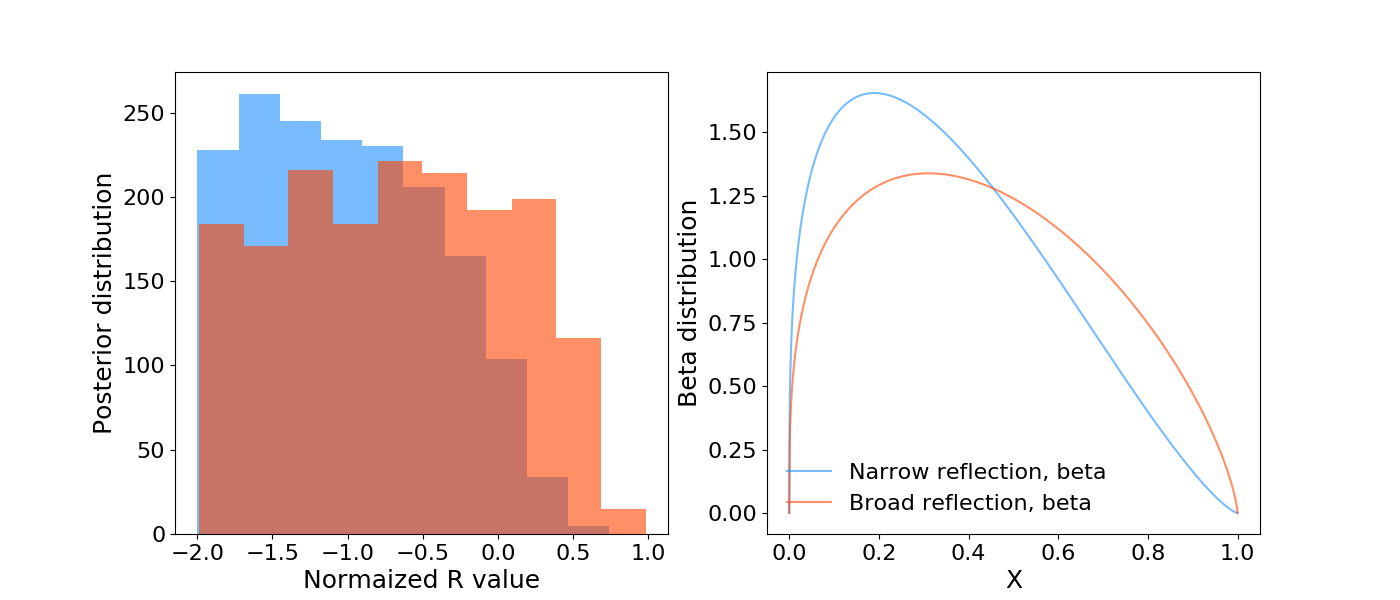 Posterior distribution
250
200
150
100
50
0
−2.0 −1.5 −1.0 −0.5 0.0 0.5 1.0
Normaized R value
Beta distribution
1.50
1.25
1.00
0.75
0.50
0.25
0.00
Narrow reflection, beta
Broad reflection, beta
0.0 0.2 0.4 0.6 0.8 1.0
X